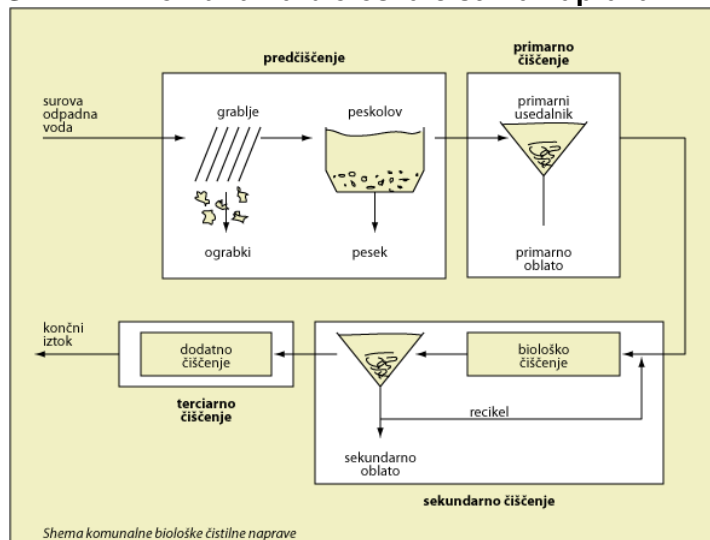 predčiščenje
primarno
čiščenje
surova
odpadna
voda
grablje
peskolov
primarni
usedalnik
ograbki
pesek
primarno
oblato
končni
iztok
dodatno
čiščenje
biološko
čiščenje
terciarno
čiščenje
recikel
sekundarno
oblato
sekundarno čiščenje
Shema komunalne biološke čistilne naprave